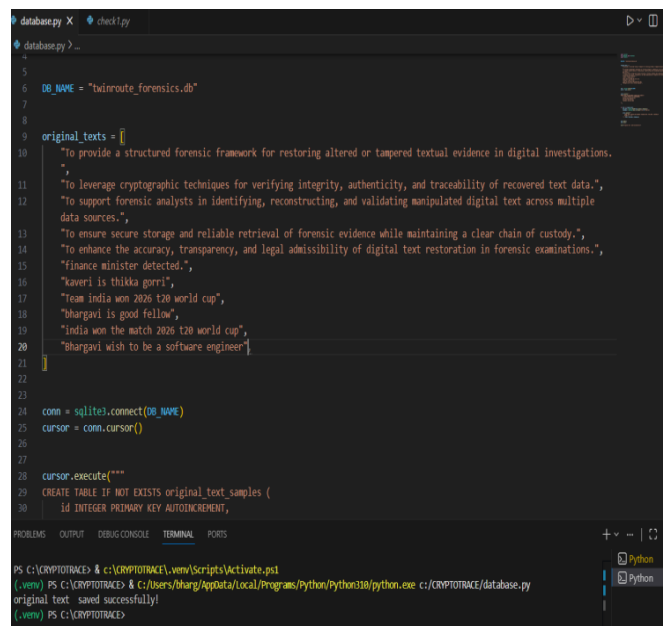 database.py X check1.py
database.py > ...
4
5
6 DB_NAME = "twinroute_forensics.db"
7
8
9 original_texts = [
10 "To provide a structured forensic framework for restoring altered or tampered textual evidence in digital investigations.
",
11 "To leverage cryptographic techniques for verifying integrity, authenticity, and traceability of recovered text data.",
12 "To support forensic analysts in identifying, reconstructing, and validating manipulated digital text across multiple
data sources.",
13 "To ensure secure storage and reliable retrieval of forensic evidence while maintaining a clear chain of custody.",
14 "To enhance the accuracy, transparency, and legal admissibility of digital text restoration in forensic examinations.",
15 "finance minister detected.",
16 "kaveri is thikka gorri",
17 "Team india won 2026 t20 world cup",
18 "bhargavi is good fellow",
19 "india won the match 2026 t20 world cup",
20 "Bhargavi wish to be a software engineer",
21 ]
22
23
24 conn = sqlite3.connect(DB_NAME)
25 cursor = conn.cursor()
26
27
28 cursor.execute("""
29 CREATE TABLE IF NOT EXISTS original_text_samples (
30 id INTEGER PRIMARY KEY AUTOINCREMENT,
PROBLEMS OUTPUT DEBUG CONSOLE TERMINAL PORTS
Python
Python
PS C:\CRYPTOTRACE> & c:\CRYPTOTRACE\.venv\Scripts\Activate.ps1
(.venv) PS C:\CRYPTOTRACE> & C:/Users/bharg/AppData/Local/Programs/Python/Python310/python.exe c:/CRYPTOTRACE/database.py
original text saved successfully!
(.venv) PS C:\CRYPTOTRACE>